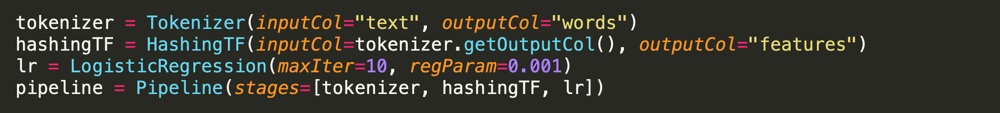 tokenizer = Tokenizer(inputCol="text", outputCol="words")
hashingTF = HashingTF(inputCol=tokenizer.getOutputCol(), outputCol="features")
lr = LogisticRegression(maxIter=10, regParam=0.001)
pipeline = Pipeline(stages=[tokenizer, hashingTF, lr])